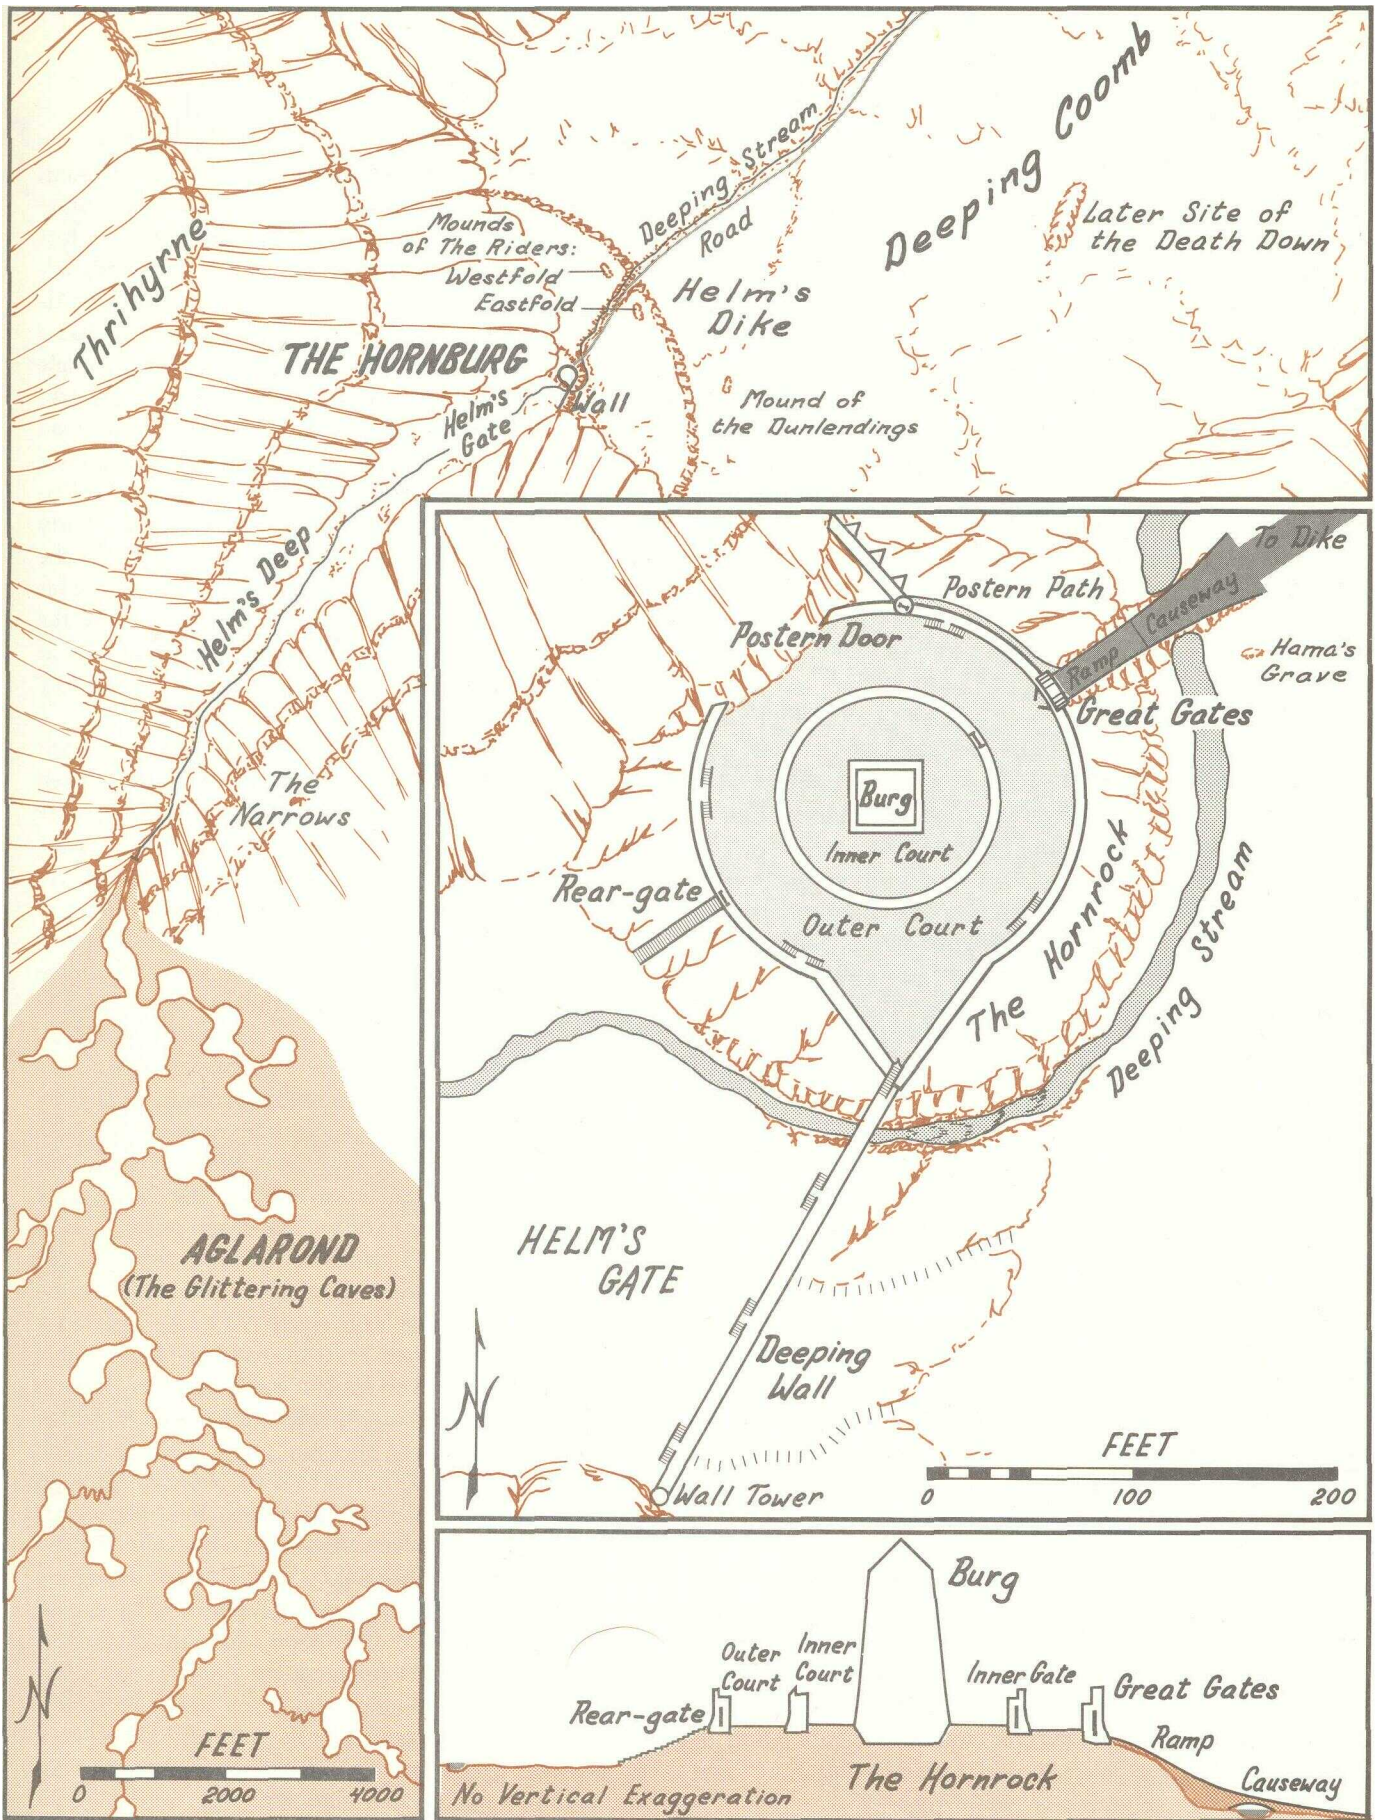 Deeping Coomb
Deeping Stream
Road
Thrihyrne
Mounds
of The Riders:
Westfold
Eastfold
Helm's
Dike
Later Site of
the Death Down
THE HORNBURG
Wall
Helm's
Gate
Mound of
the Dunlendings
Helm's Deep
The
Narrows
AGLAROND
(The Glittering Caves)
N
FEET
0 2000 4000
To Dike
Causeway
Ramp
Postern Path
Postern Door
Hama's
Grave
Great Gates
Burg
Inner Court
Outer Court
Rear-gate
The Hornrock
Deeping Stream
HELM'S
GATE
Deeping
Wall
Wall Tower
N
FEET
0 100 200
Burg
Outer
Court
Inner
Court
Inner Gate
Great Gates
Rear-gate
Ramp
The Hornrock
Causeway
No Vertical Exaggeration